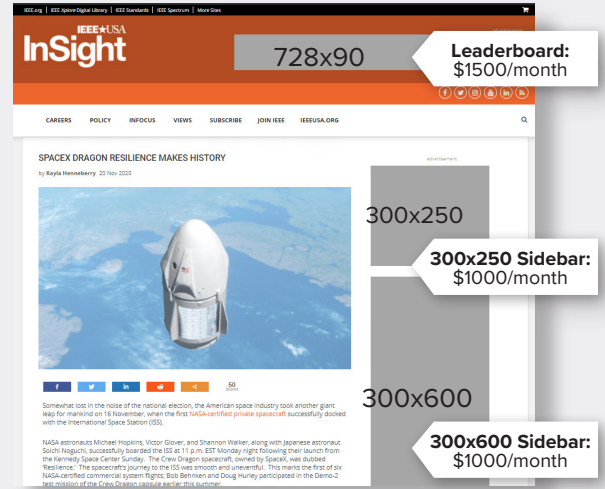 IEEE.org | IEEE Xplore Digital Library | IEEE Standards | IEEE Spectrum | More Sites
IEEE★USA
InSight
728x90
Leaderboard:
$1500/month
CAREERS POLICY INFOCUS VIEWS SUBSCRIBE JOIN IEEE IEEEUSA.ORG
SPACEX DRAGON RESILIENCE MAKES HISTORY
by Kayla Henneberry 20 Nov 2020
advertisement
300x250
300x250 Sidebar:
$1000/month
50
Somewhat lost in the noise of the national election, the American space industry took another giant
leap for mankind on 16 November, when the first NASA-certified private spacecraft successfully docked
with the International Space Station (ISS).
300x600
NASA astronauts Michael Hopkins, Victor Glover, and Shannon Walker, along with Japanese astronaut
Soichi Noguchi, successfully boarded the ISS at 11 p.m. EST Monday night following their launch from
the Kennedy Space Center Sunday. The Crew Dragon spacecraft, owned by SpaceX, was dubbed
'Resilience.' The spacecraft's journey to the ISS was smooth and uneventful. This marks the first of six
NASA-certified commercial system flights; Bob Behnken and Doug Hurley participated in the Demo-2
test mission of the Crew Dragon capsule earlier this summer.
300x600 Sidebar:
$1000/month